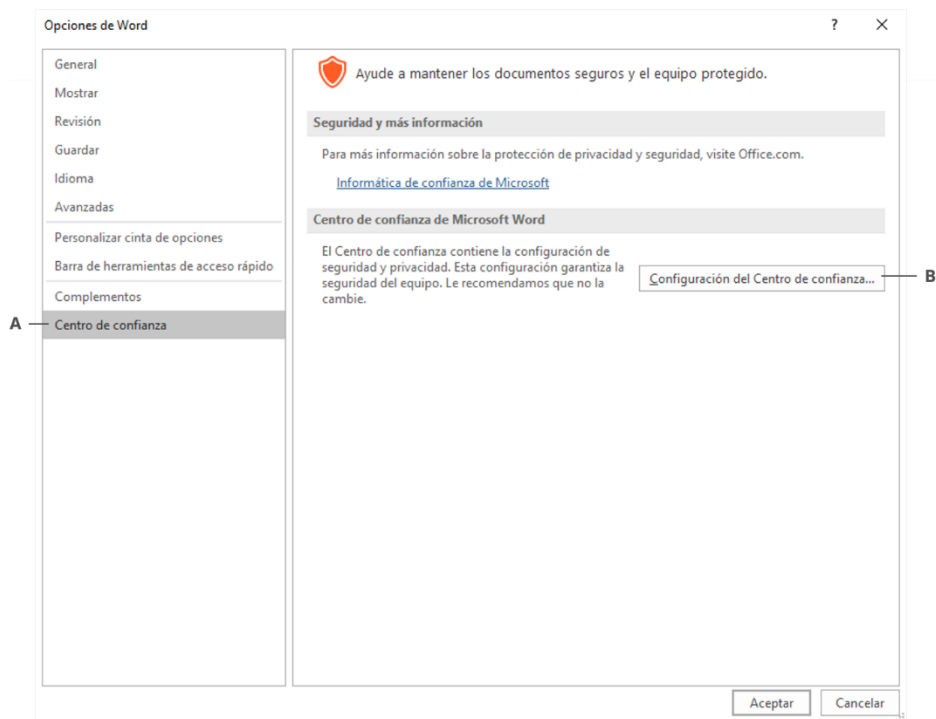 Opciones de Word
?
General
Mostrar
Revisión
Guardar
Idioma
Avanzadas
Personalizar cinta de opciones
Barra de herramientas de acceso rápido
Complementos
A
Centro de confianza
Ayude a mantener los documentos seguros y el equipo protegido.
Seguridad y más información
Para más información sobre la protección de privacidad y seguridad, visite Office.com.
Informática de confianza de Microsoft
Centro de confianza de Microsoft Word
El Centro de confianza contiene la configuración de
seguridad y privacidad. Esta configuración garantiza la
seguridad del equipo. Le recomendamos que no la
cambie.
Configuración del Centro de confianza...
B
Aceptar
Cancelar